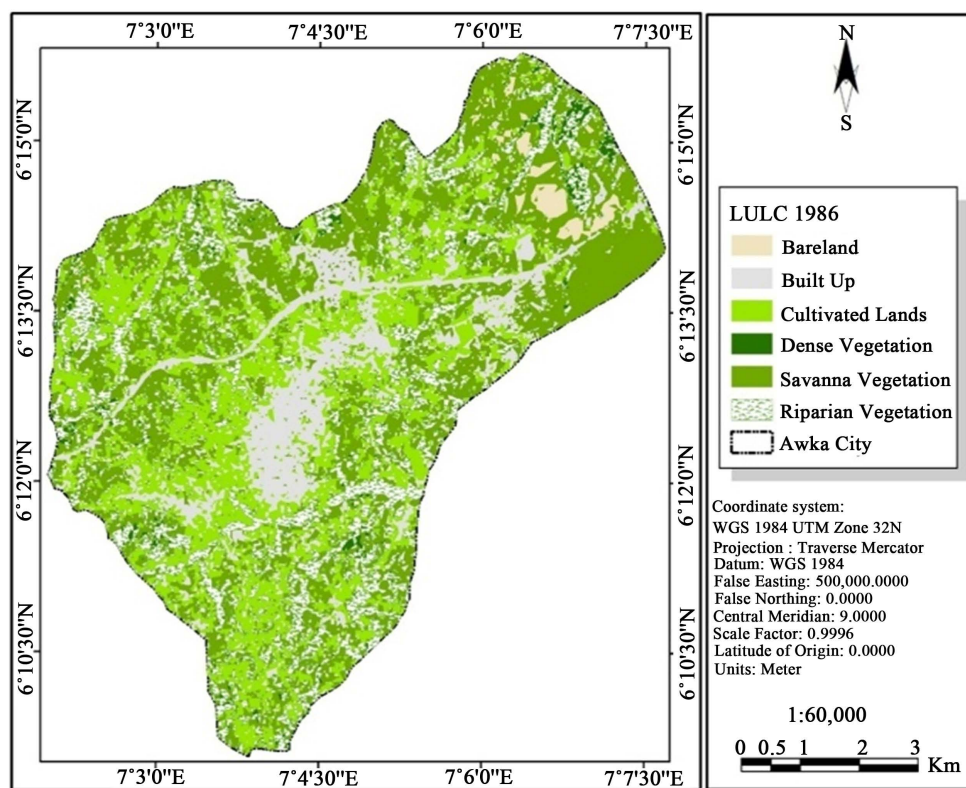 7°3'0"E 7°4'30"E 7°6'0"E 7°7'30"E
6°15'0"N 6°15'0"N
6°13'30"N 6°13'30"N
6°12'0"N 6°12'0"N
6°10'30"N 6°10'30"N
7°3'0"E 7°4'30"E 7°6'0"E 7°7'30"E
N
S
LULC 1986
Bareland
Built Up
Cultivated Lands
Dense Vegetation
Savanna Vegetation
Riparian Vegetation
Awka City
Coordinate system:
WGS 1984 UTM Zone 32N
Projection : Traverse Mercator
Datum: WGS 1984
False Easting: 500,000.0000
False Northing: 0.0000
Central Meridian: 9.0000
Scale Factor: 0.9996
Latitude of Origin: 0.0000
Units: Meter
1:60,000
0 0.5 1 2 3
Km